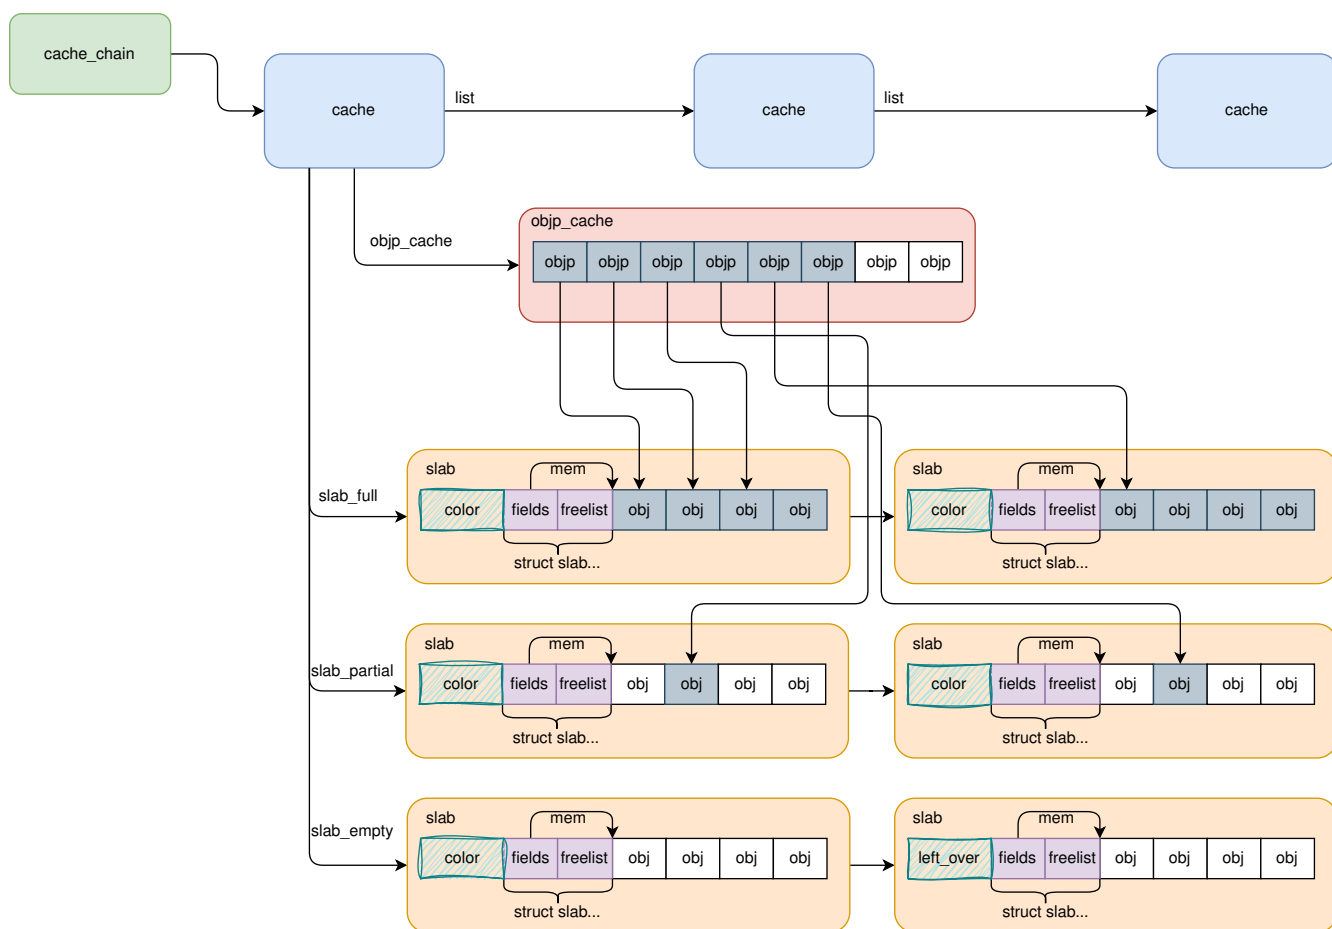 cache_chain
cache
list
cache
list
cache
objp_cache
objp_cache
objp objp objp objp objp objp objp objp
slab_full
slab
mem
color fields freelist obj obj obj obj
struct slab...
slab
mem
color fields freelist obj obj obj obj
struct slab...
slab_partial
slab
mem
color fields freelist obj obj obj obj
struct slab...
slab
mem
color fields freelist obj obj obj obj
struct slab...
slab_empty
slab
mem
color fields freelist obj obj obj obj
struct slab...
slab
mem
left_over fields freelist obj obj obj obj
struct slab...